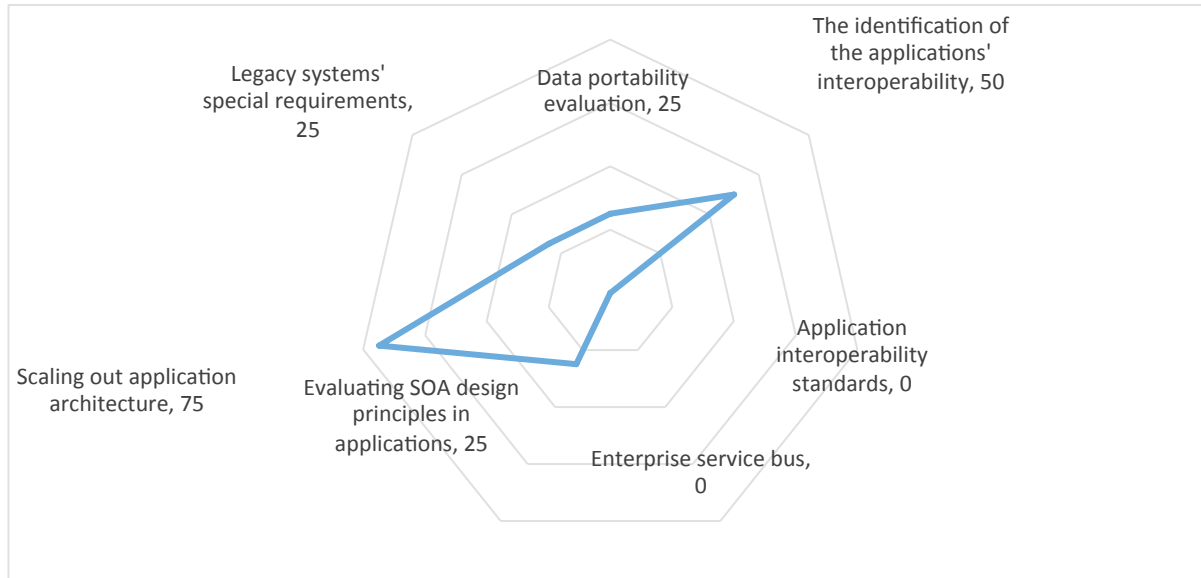 The identification of
the applications'
interoperability, 50
Data portability
evaluation, 25
Legacy systems'
special requirements,
25
Application
interoperability
standards, 0
Scaling out application
architecture, 75
Evaluating SOA design
principles in
applications, 25
Enterprise service bus,
0